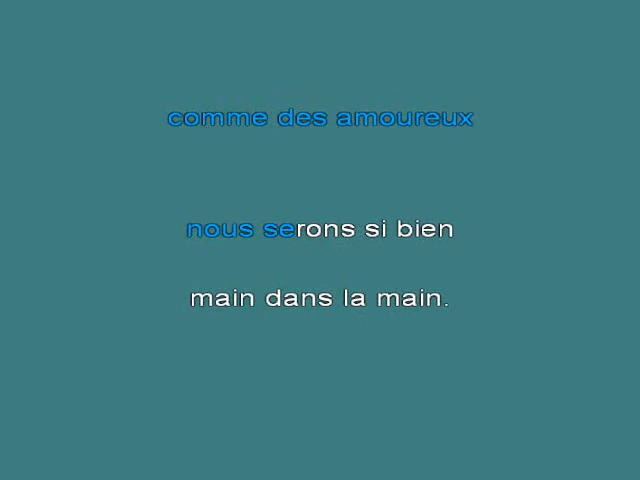 comme des amoureux
nous serons si bien
main dans la main.